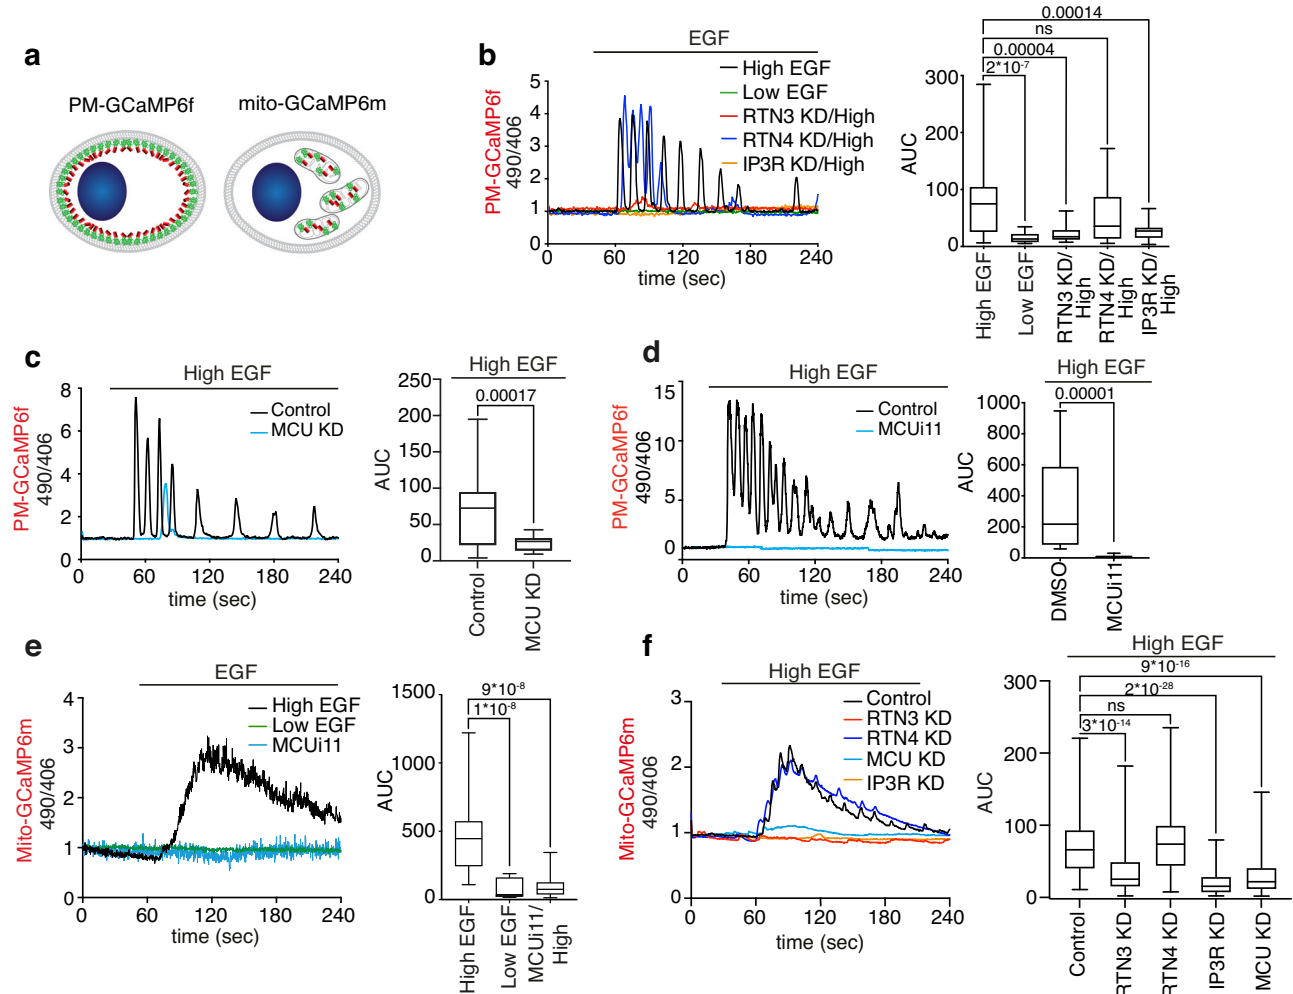 a
PM-GCaMP6f
mito-GCaMP6m
b
EGF
High EGF
Low EGF
RTN3 KD/High
RTN4 KD/High
IP3R KD/High
PM-GCaMP6f
490/406
5
4
3
2
1
0
0 60 120 180 240
time (sec)
0.00014
ns
0.00004
2*10-7
AUC
300
200
100
0
High EGF
Low EGF
RTN3 KD/
High
RTN4 KD/
High
IP3R KD/
High
c
High EGF
Control
MCU KD
PM-GCaMP6f
490/406
8
6
4
2
0
0 60 120 180 240
time (sec)
High EGF
0.00017
AUC
250
200
150
100
50
0
Control
MCU KD
d
High EGF
Control
MCUi11
PM-GCaMP6f
490/406
15
10
5
0
0 60 120 180 240
time (sec)
High EGF
0.00001
AUC
1000
800
600
400
200
0
DMSO
MCUi11
e
EGF
High EGF
Low EGF
MCUi11
Mito-GCaMP6m
490/406
4
3
2
1
0
0 60 120 180 240
time (sec)
9*10-8
1*10-8
AUC
1500
1000
500
0
High EGF
Low EGF
MCUi11/
High
f
High EGF
Control
RTN3 KD
RTN4 KD
MCU KD
IP3R KD
Mito-GCaMP6m
490/406
3
2
1
0
0 60 120 180 240
time (sec)
High EGF
9*10-16
2*10-28
ns
3*10-14
AUC
300
200
100
0
Control
RTN3 KD
RTN4 KD
IP3R KD
MCU KD